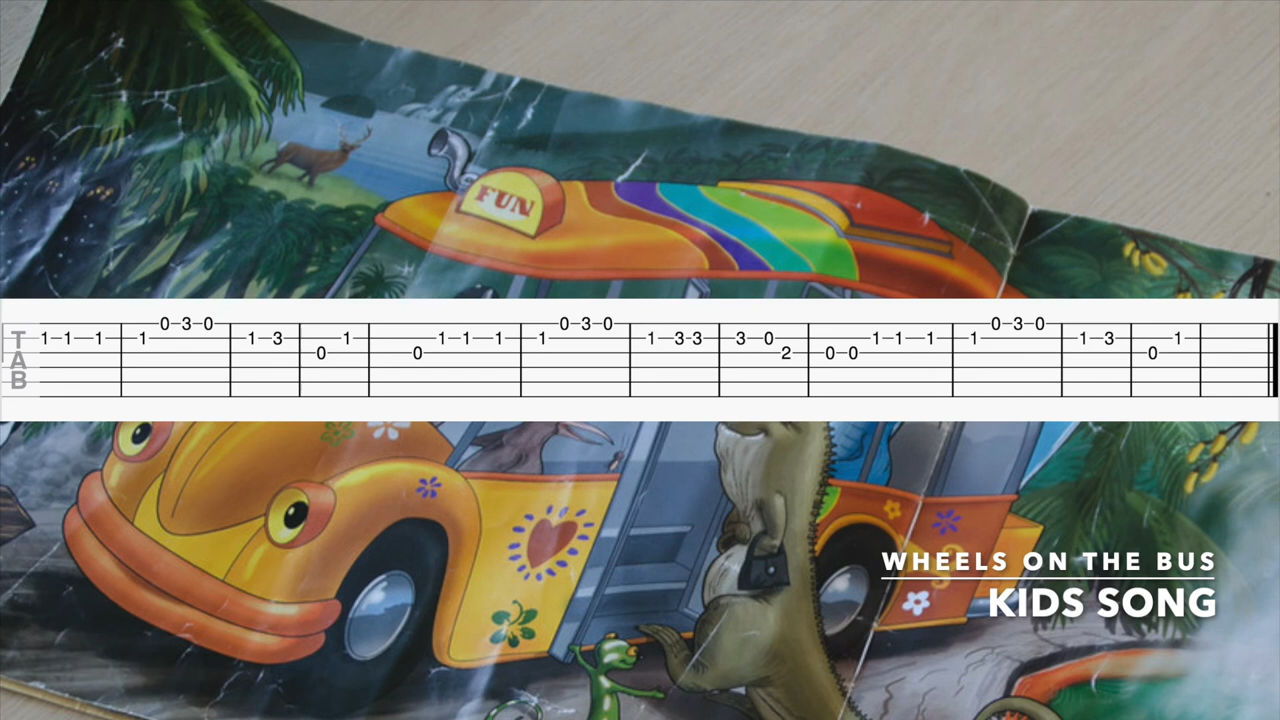 FUN
0-3-0 0-3-0 0-3-0
T 1-1-1 1 1-3 1 1-1-1 1 1-3-3 3-0 1-1-1 1 1-3 1
A 0 0 2 0-0 0
B
WHEELS ON THE BUS
KIDS SONG